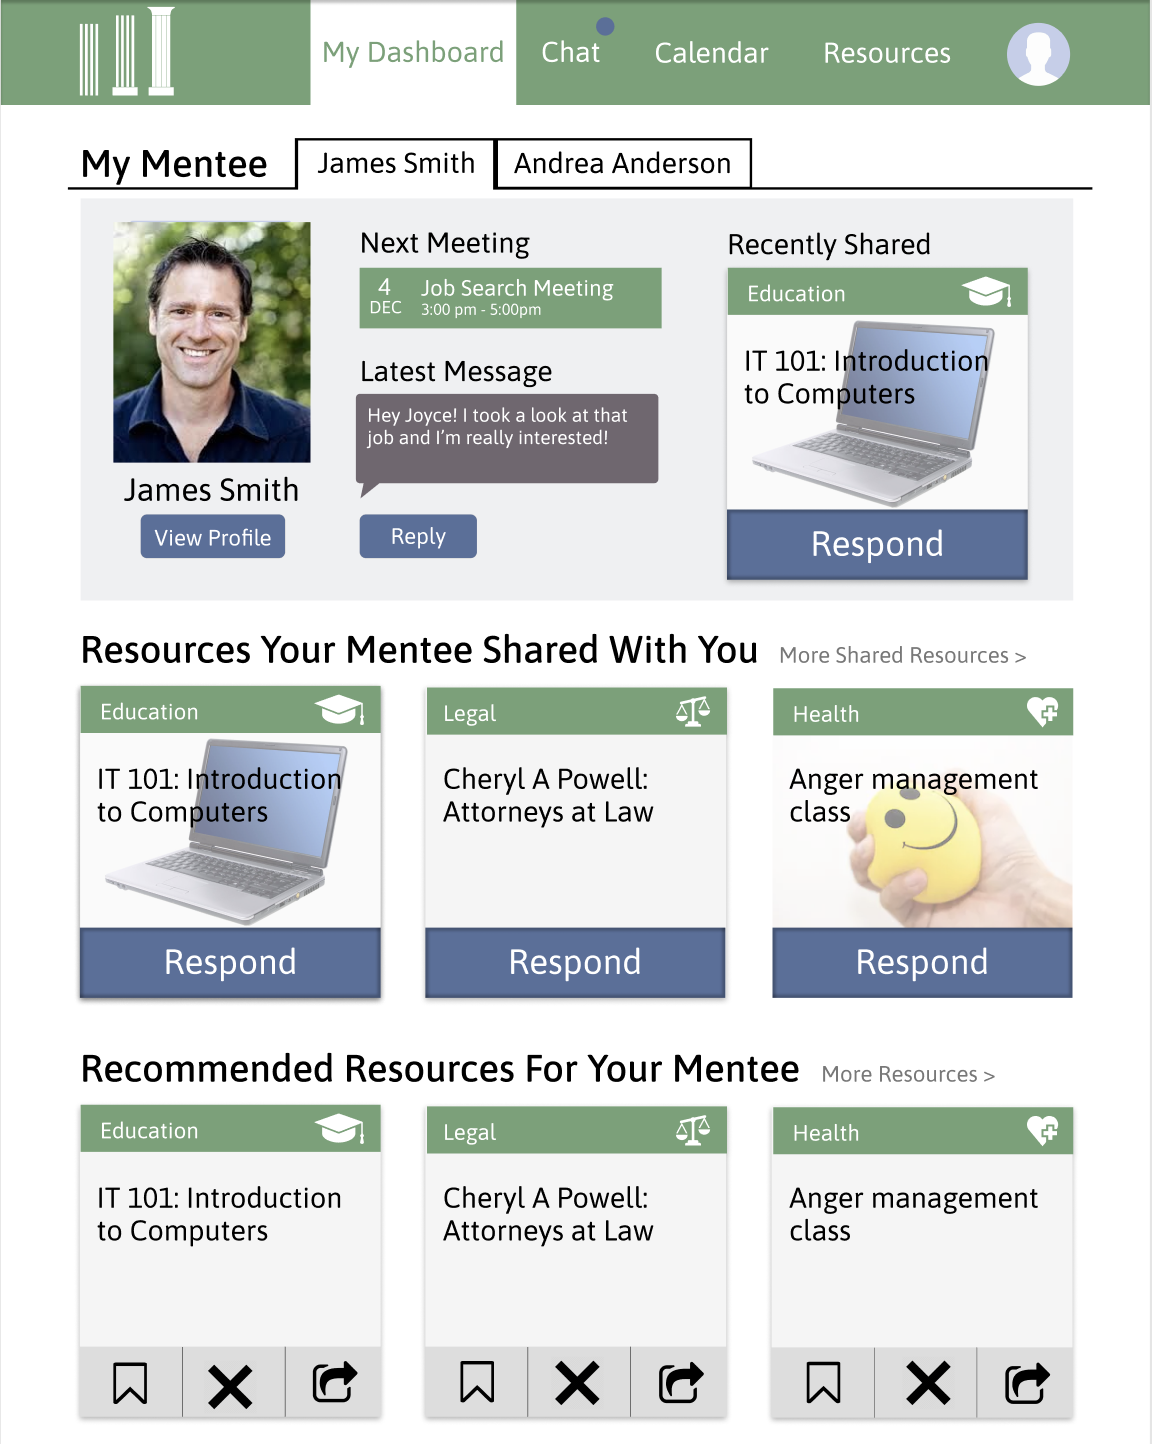 My Dashboard
Chat
Calendar
Resources
My Mentee
James Smith
Andrea Anderson
Next Meeting
4
DEC
Job Search Meeting
3:00 pm - 5:00pm
Latest Message
Hey Joyce! I took a look at that
job and I'm really interested!
Reply
James Smith
View Profile
Recently Shared
Education
IT 101: Introduction
to Computers
Respond
Resources Your Mentee Shared With You
More Shared Resources >
Education
IT 101: Introduction
to Computers
Respond
Legal
Cheryl A Powell:
Attorneys at Law
Respond
Health
Anger management
class
Respond
Recommended Resources For Your Mentee
More Resources >
Education
IT 101: Introduction
to Computers
Legal
Cheryl A Powell:
Attorneys at Law
Health
Anger management
class